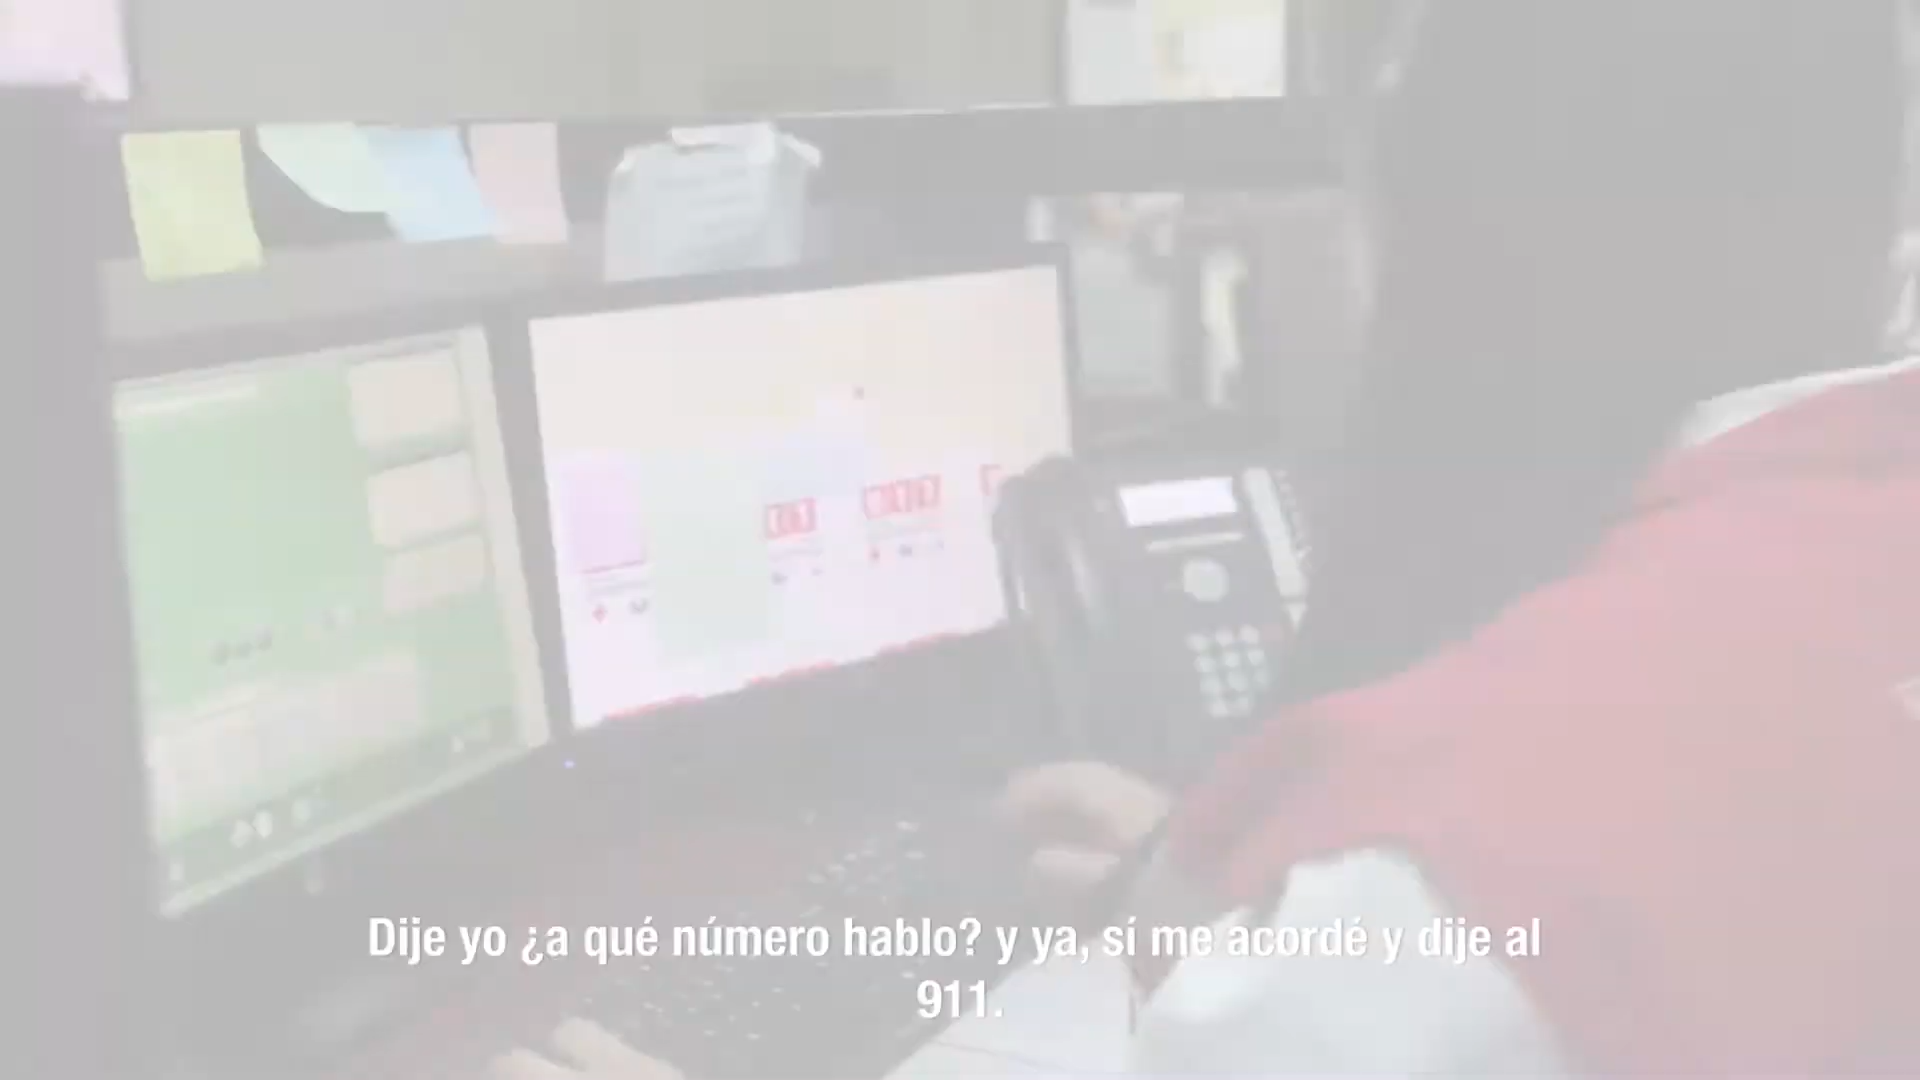 Dije yo ¿a qué número hablo? y ya, sí me acordé y dije al
911.